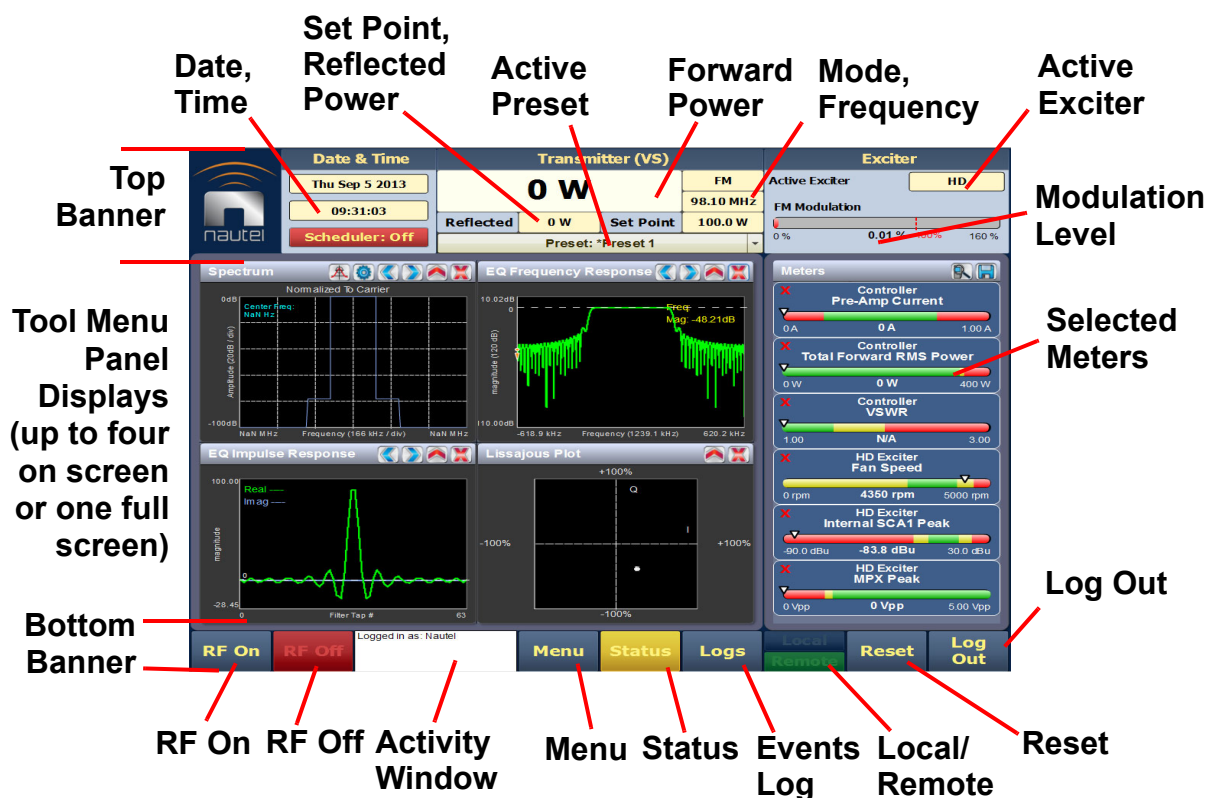 Set Point,
Reflected
Power
Date,
Time
Active
Preset
Forward
Power
Mode,
Frequency
Active
Exciter
Top
Banner
Modulation
Level
Tool Menu
Panel
Displays
(up to four
on screen
or one full
screen)
Selected
Meters
Bottom
Banner
Log Out
nautel
Date & Time
Thu Sep 5 2013
09:31:03
Scheduler: Off
Transmitter (VS)
0 W
FM
98.10 MHz
Reflected 0 W Set Point 100.0 W
Preset: *Preset 1
Exciter
Active Exciter HD
FM Modulation
0 % 0.01 % 100% 160 %
Spectrum
Normalized To Carrier
0dB
Center Freq:
NaN Hz
Amplitude (20dB / div)
-100dB
NaN MHz Frequency (166 kHz / div) NaN MHz
EQ Frequency Response
10.02dB
0
Freq:
Mag: -48.21dB
magnitude (120 dB)
110.00dB
-618.9 kHz Frequency (1239.1 kHz) 620.2 kHz
EQ Impulse Response
100.00
Real
Imag
magnitude
0
-28.45
0 Filter Tap # 63
Lissajous Plot
+100%
Q
I
-100% +100%
-100%
Meters
Controller
Pre-Amp Current
0 A 0 A 1.00 A
Controller
Total Forward RMS Power
0 W 0 W 400 W
Controller
VSWR
1.00 N/A 3.00
HD Exciter
Fan Speed
0 rpm 4350 rpm 5000 rpm
HD Exciter
Internal SCA1 Peak
-90.0 dBu -83.8 dBu 30.0 dBu
HD Exciter
MPX Peak
0 Vpp 0 Vpp 5.00 Vpp
RF On
RF Off
Logged in as: Nautel
Menu
Status
Logs
Local
Remote
Reset
Log
Out
RF On
RF Off
Activity
Window
Menu
Status
Events
Log
Local/
Remote
Reset